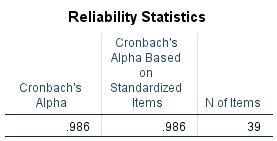 Reliability Statistics
Cronbach's
Alpha Based
on
Cronbach's Standardized
Alpha Items N of Items
.986 .986 39